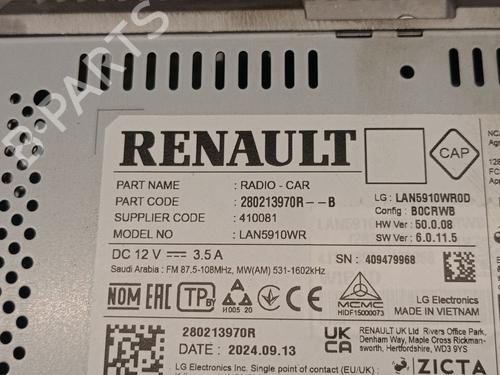 B-PARTS
RENAULT
CAP
PART NAME : RADIO - CAR
PART CODE : 280213970R--B
SUPPLIER CODE : 410081
MODEL NO : LAN5910WR
LG : LAN5910WR0D
Config : B0CRWB
HW Ver : 50.0.08
SW Ver : 6.0.11.5
DC 12 V 3.5 A
Saudi Arabia : FM 87.5-108MHz, MW(AM) 531-1602kHz
SN : 409479968
NOM EAC TP
H005 20
MCMC
HIDF15000073
LG Electronics
MADE IN VIETNAM
280213970R
DATE : 2024.09.13
UK CA
RENAULT UK Ltd Rivers Office Park,
Denham Way, Maple Cross Rickman-
sworth, Hertfordshire, WD3 9YS
LG Electronics Inc. Single point of contact (EU/UK) :
ZICTA